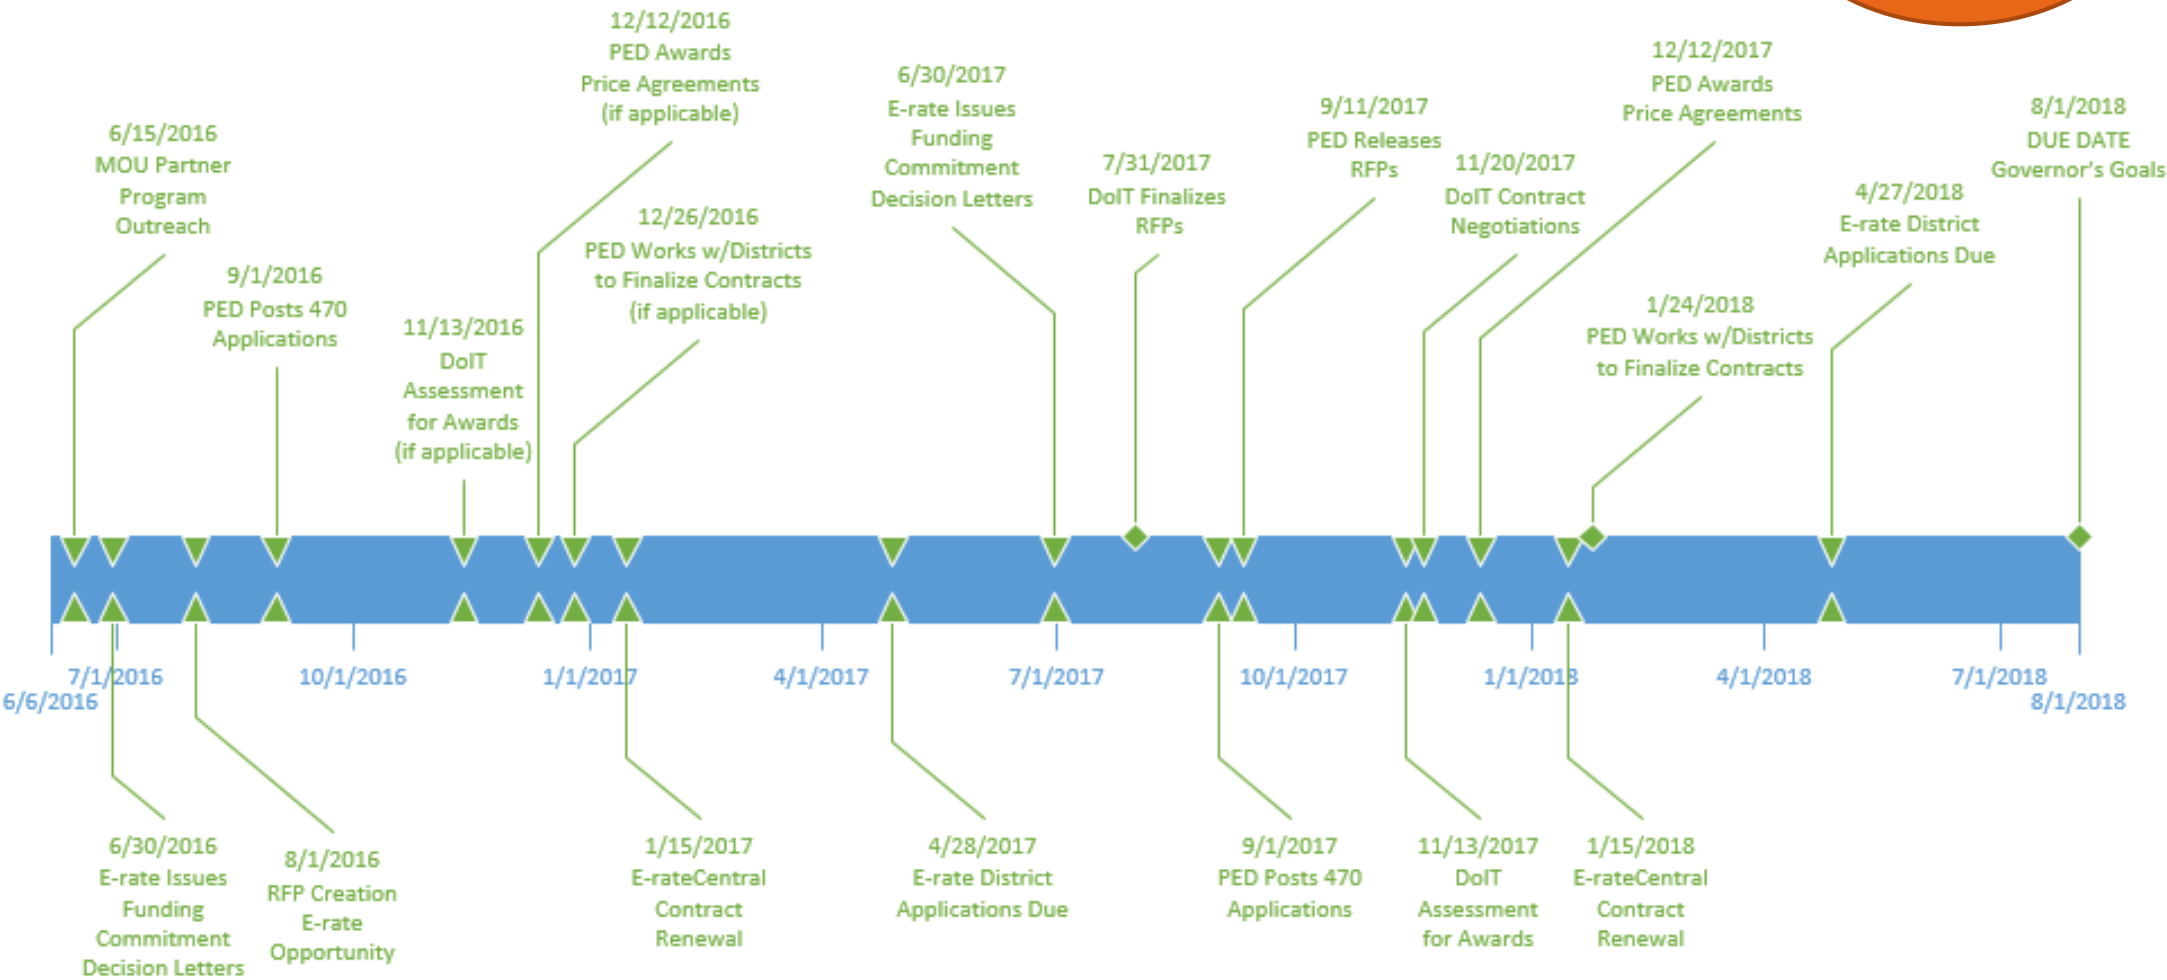 12/12/2016
PED Awards
Price Agreements
(if applicable)
12/12/2017
PED Awards
Price Agreements
6/30/2017
E-rate Issues
Funding
Commitment
Decision Letters
9/11/2017
PED Releases
RFPs
8/1/2018
DUE DATE
Governor's Goals
6/15/2016
MOU Partner
Program
Outreach
7/31/2017
DoIT Finalizes
RFPs
11/20/2017
DoIT Contract
Negotiations
4/27/2018
E-rate District
Applications Due
12/26/2016
PED Works w/Districts
to Finalize Contracts
(if applicable)
9/1/2016
PED Posts 470
Applications
1/24/2018
PED Works w/Districts
to Finalize Contracts
11/13/2016
DoIT
Assessment
for Awards
(if applicable)
7/1/2016
10/1/2016
1/1/2017
4/1/2017
7/1/2017
10/1/2017
1/1/2018
4/1/2018
7/1/2018
6/6/2016
8/1/2018
6/30/2016
E-rate Issues
Funding
Commitment
Decision Letters
8/1/2016
RFP Creation
E-rate
Opportunity
1/15/2017
E-rateCentral
Contract
Renewal
4/28/2017
E-rate District
Applications Due
9/1/2017
PED Posts 470
Applications
11/13/2017
DoIT
Assessment
for Awards
1/15/2018
E-rateCentral
Contract
Renewal